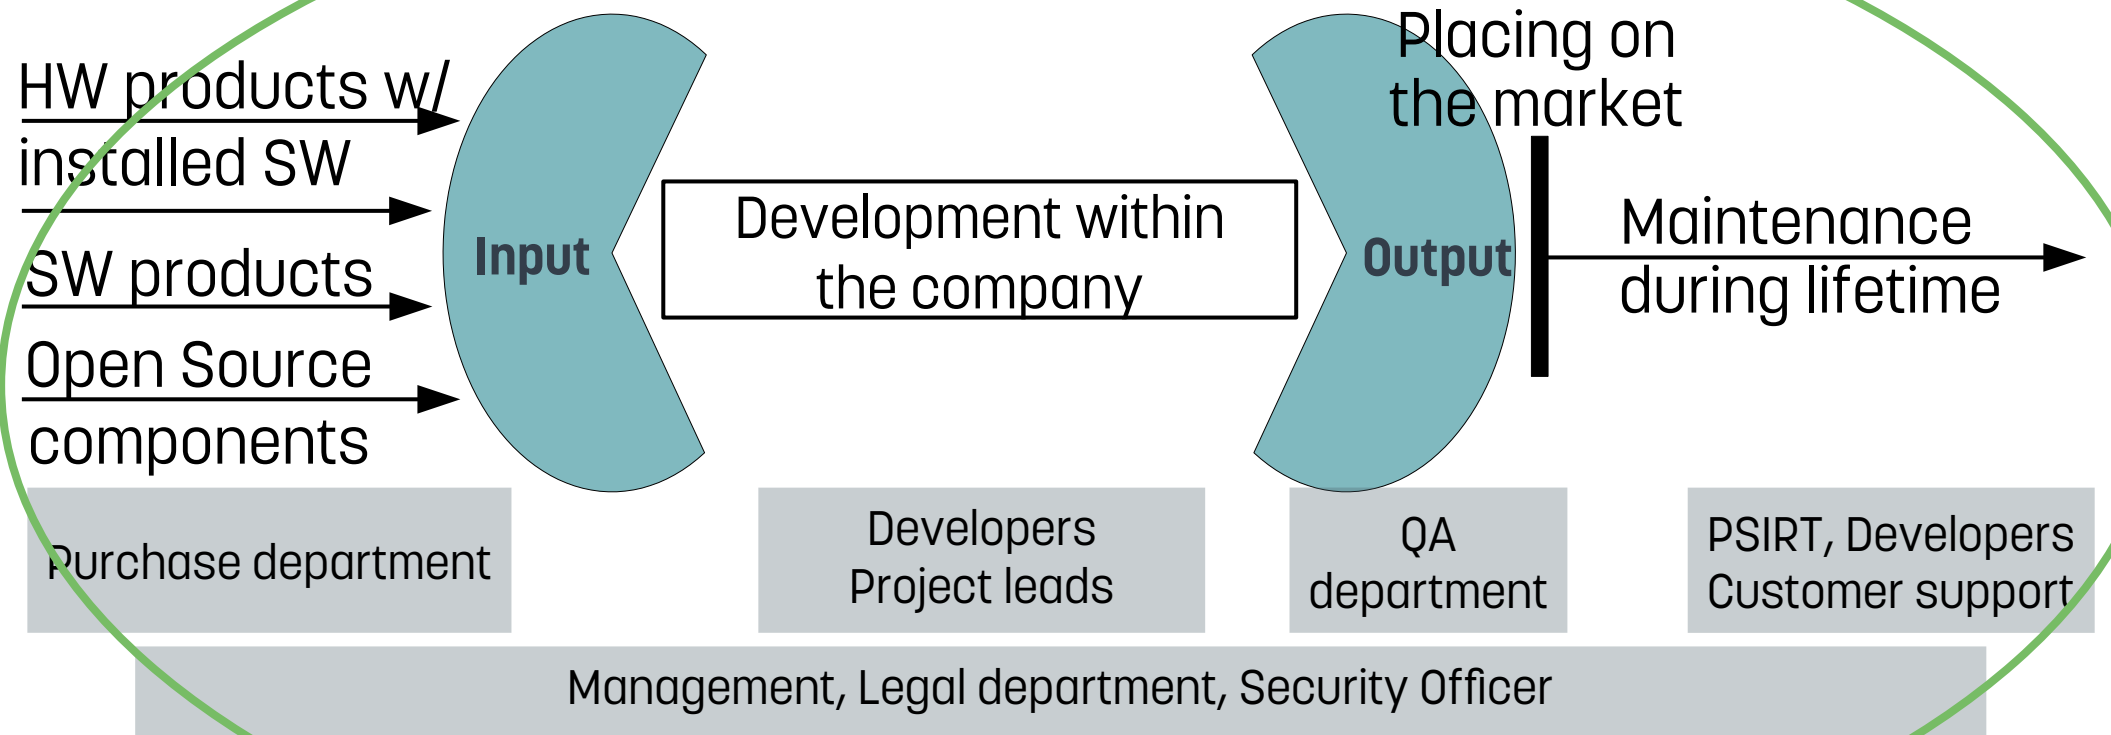 HW products w/
installed SW
SW products
Open Source
components
Input
Development within
the company
Output
Placing on
the market
Maintenance
during lifetime
Purchase department
Developers
Project leads
QA
department
PSIRT, Developers
Customer support
Management, Legal department, Security Officer